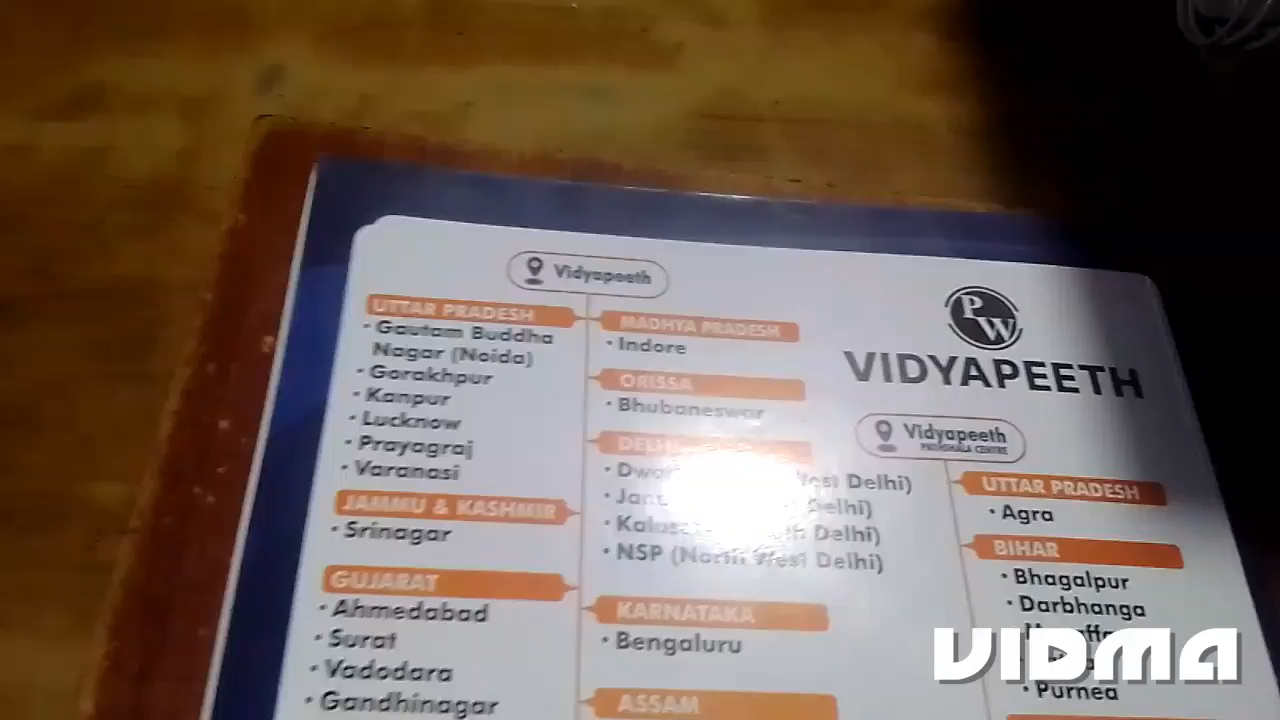 Vidyapeeth
UTTAR PRADESH
• Gautam Buddha
Nagar (Noida)
• Gorakhpur
• Kanpur
• Lucknow
• Prayagraj
• Varanasi
JAMMU & KASHMIR
• Srinagar
GUJARAT
• Ahmedabad
• Surat
• Vadodara
• Gandhinagar
MADHYA PRADESH
• Indore
ORISSA
• Bhubaneswar
DELHI
West Delhi)
Delhi)
Delhi)
• NSP (North West Delhi)
KARNATAKA
• Bengaluru
ASSAM
PW
VIDYAPEETH
Vidyapeeth
PATHSHALA CENTRE
UTTAR PRADESH
• Agra
BIHAR
• Bhagalpur
• Darbhanga
• Purnea
VIDMA